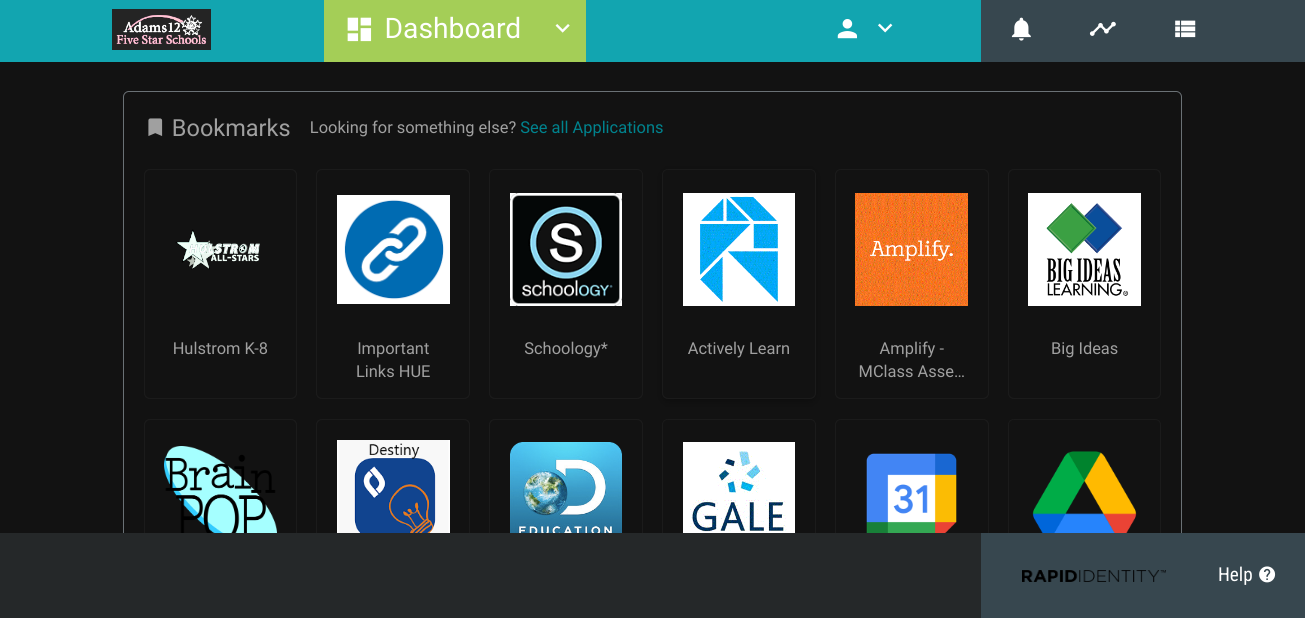 Adams12
Five Star Schools
Dashboard
Bookmarks
Looking for something else? See all Applications
STROM
ALL-STARS
S
schoology
Amplify.
BIG IDEAS
LEARNING®
Hulstrom K-8
Important
Links HUE
Schoology*
Actively Learn
Amplify -
MClass Asse…
Big Ideas
Brain
POP
Destiny
D
EDUCATION
GALE
31
RAPIDIDENTITY™
Help ?